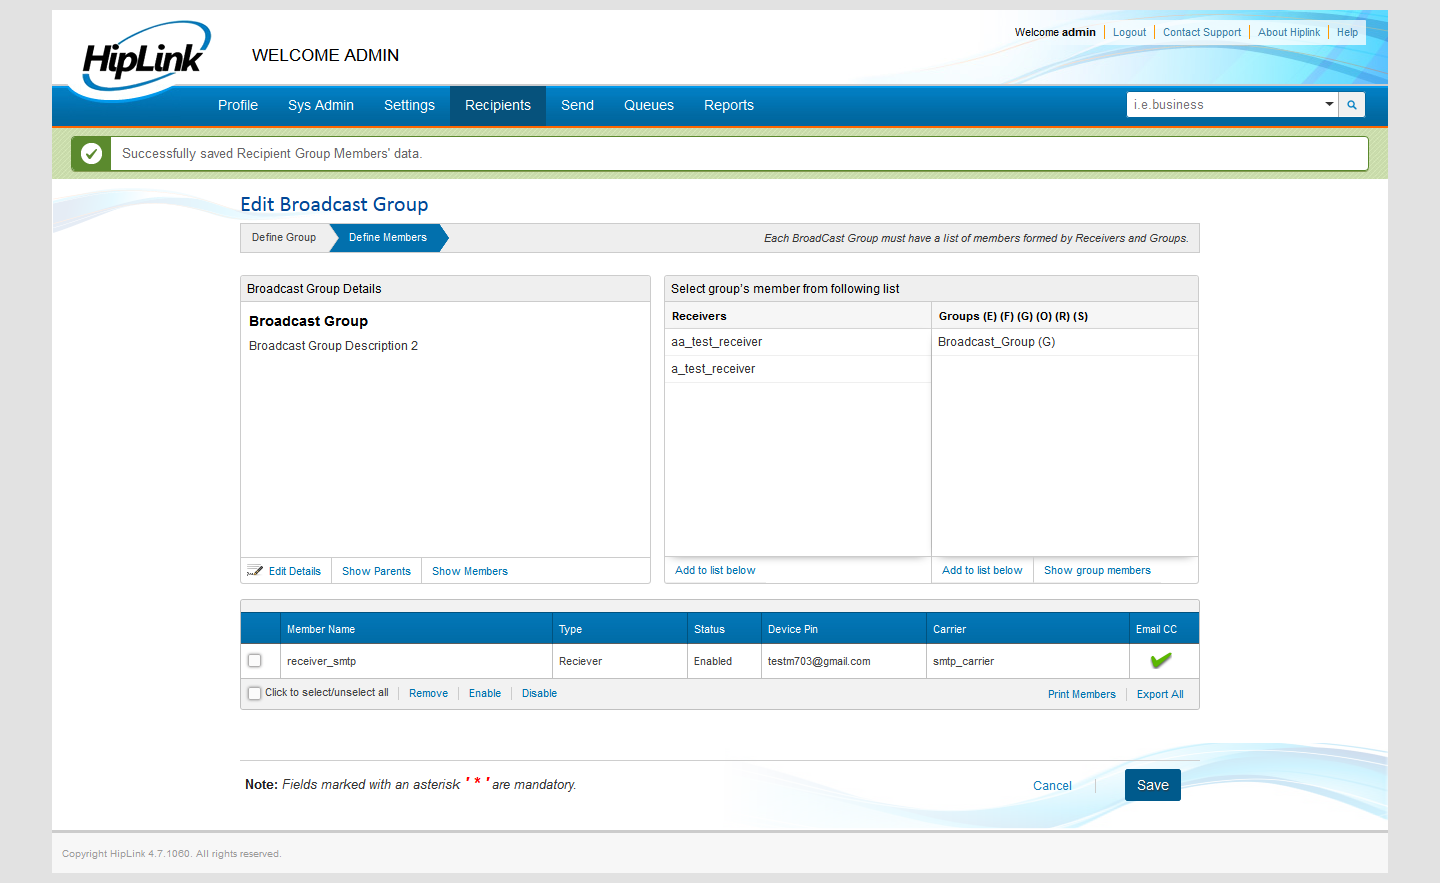 HipLink
WELCOME ADMIN
Welcome admin Logout Contact Support About Hiplink Help
Profile Sys Admin Settings Recipients Send Queues Reports
i.e.business
Successfully saved Recipient Group Members' data.
Edit Broadcast Group
Define Group Define Members Each BroadCast Group must have a list of members formed by Receivers and Groups.
Broadcast Group Details
Broadcast Group
Broadcast Group Description 2
Edit Details Show Parents Show Members
Select group's member from following list
Receivers Groups (E) (F) (G) (O) (R) (S)
aa_test_receiver Broadcast_Group (G)
a_test_receiver
Add to list below Add to list below Show group members
Member Name Type Status Device Pin Carrier Email CC
receiver_smtp Reciever Enabled testm703@gmail.com smtp_carrier
Click to select/unselect all Remove Enable Disable Print Members Export All
Note: Fields marked with an asterisk ' * ' are mandatory.
Cancel Save
Copyright HipLink 4.7.1060. All rights reserved.